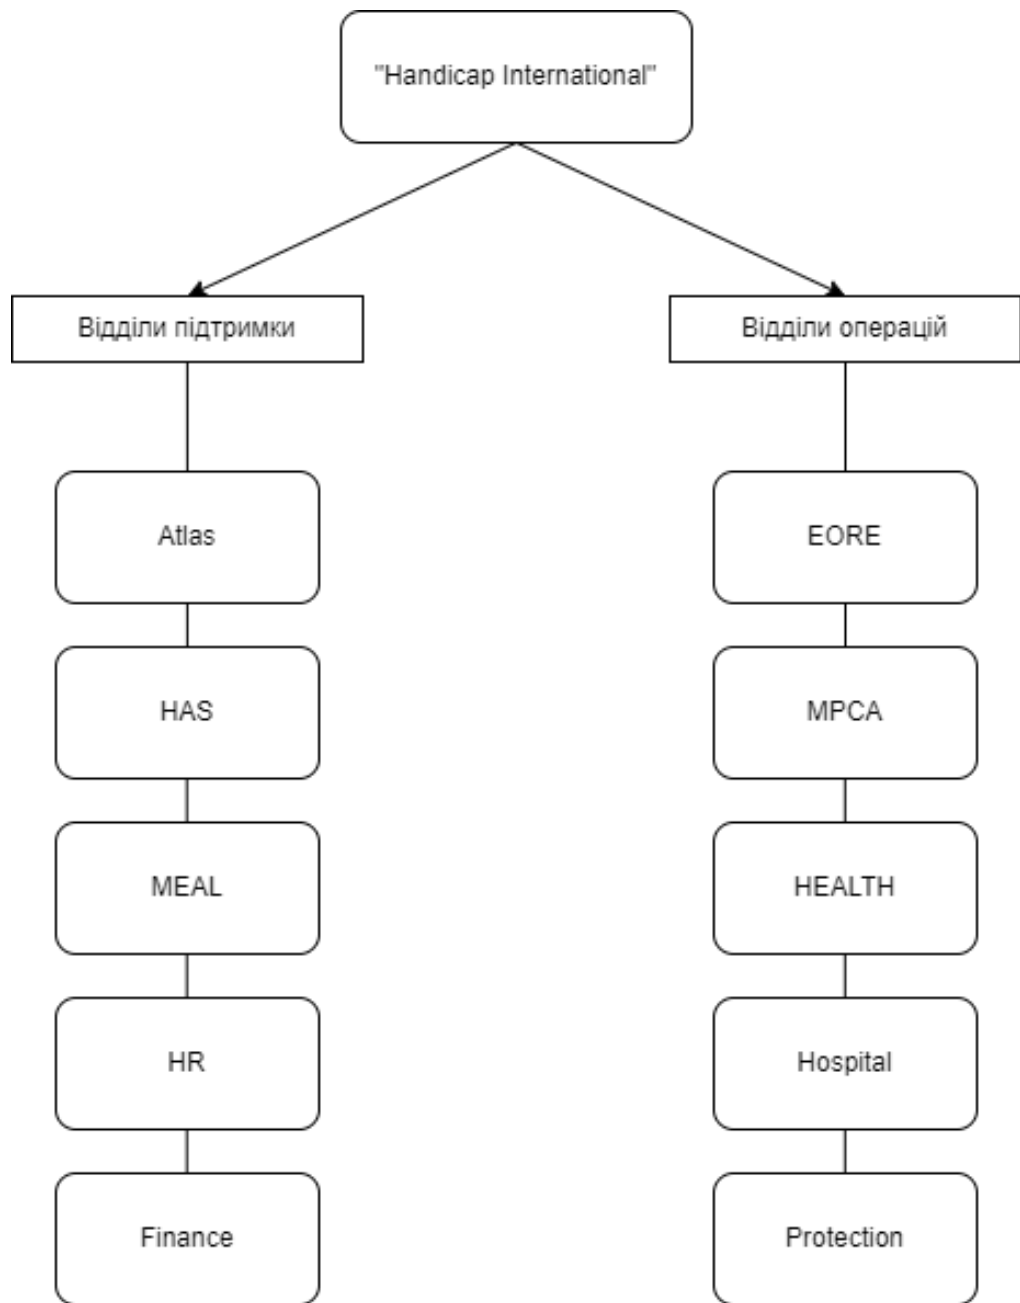 "Handicap International"
Відділи підтримки
Відділи операцій
Atlas
HAS
MEAL
HR
Finance
EORE
MPCA
HEALTH
Hospital
Protection